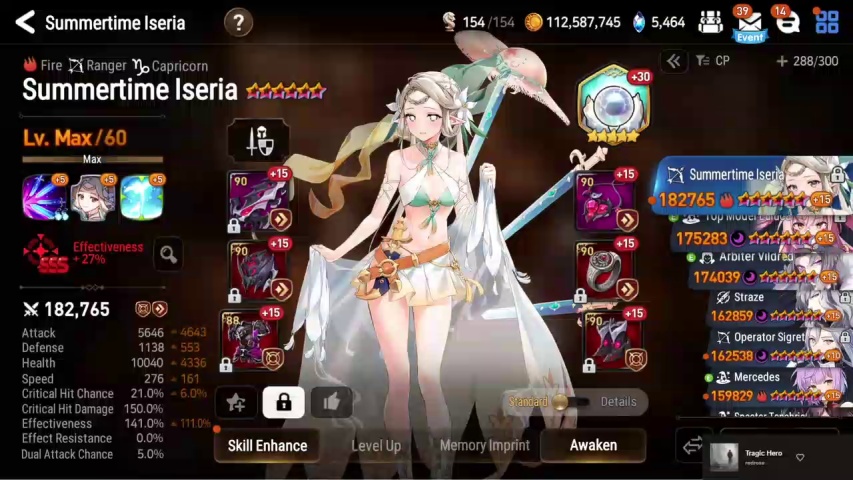 Summertime Iseria
?
154/154
112,587,745
5,464
39
Event
14
Fire Ranger Capricorn
Summertime Iseria
Lv. Max/60
Max
+5
+5
+5
Effectiveness
+27%
SSS
182,765
Attack 5646 4643
Defense 1138 553
Health 10040 4336
Speed 276 161
Critical Hit Chance 21.0% 6.0%
Critical Hit Damage 150.0%
Effectiveness 141.0% 111.0%
Effect Resistance 0.0%
Dual Attack Chance 5.0%
90 +15
90 +15
88 +15
+30
90 +15
90 +15
90 +15
Standard Details
Skill Enhance
Level Up
Memory Imprint
Awaken
CP
+ 288/300
Summertime Iseria
182765 +15
175283 +15
Arbiter Vildred
174039 +15
Straze
162859 +15
Operator Sigret
162538 +10
Mercedes
159829 +15
Tragic Hero